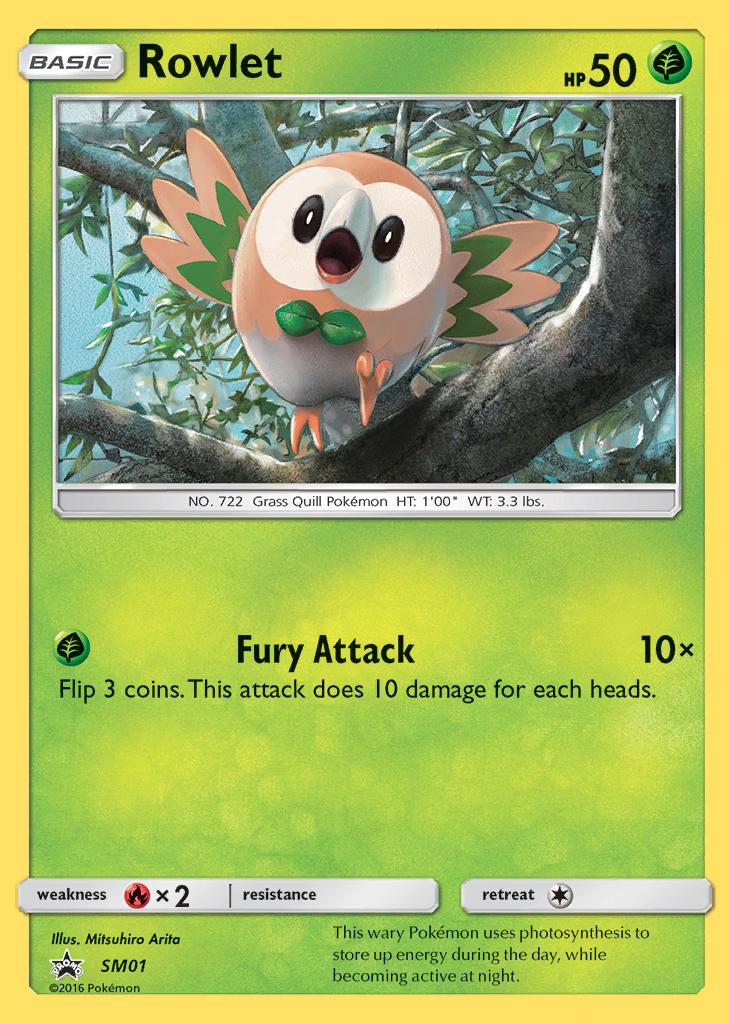 BASIC Rowlet HP50
NO. 722 Grass Quill Pokémon HT: 1'00" WT: 3.3 lbs.
Fury Attack 10×
Flip 3 coins. This attack does 10 damage for each heads.
weakness × 2 resistance retreat
Illus. Mitsuhiro Arita
PROMO SM01
©2016 Pokémon
This wary Pokémon uses photosynthesis to
store up energy during the day, while
becoming active at night.